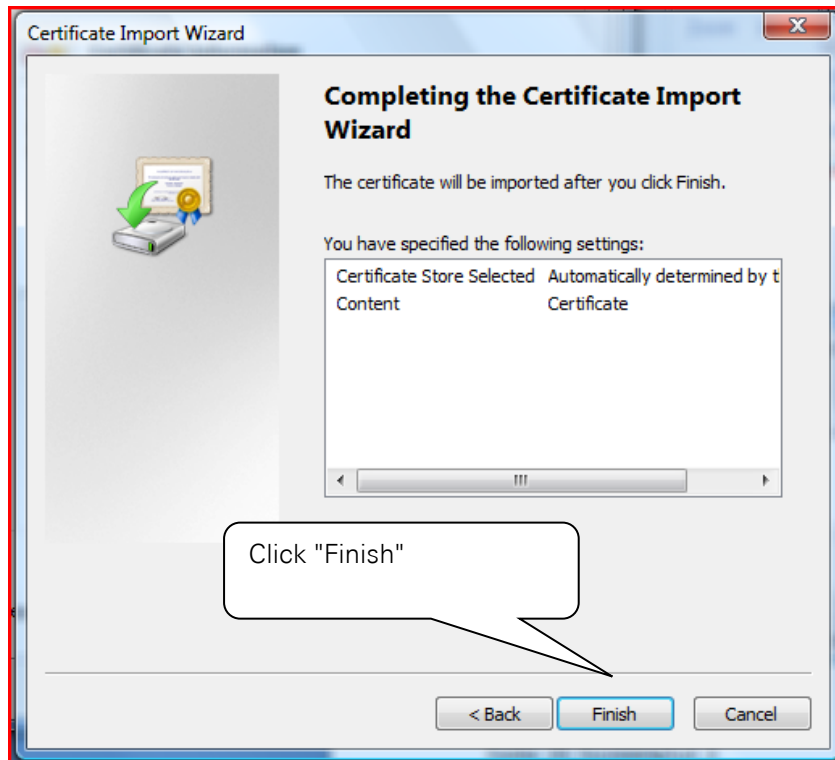 Certificate Import Wizard
Completing the Certificate Import
Wizard
The certificate will be imported after you click Finish.
You have specified the following settings:
Certificate Store Selected Automatically determined by t
Content Certificate
Click "Finish"
< Back Finish Cancel